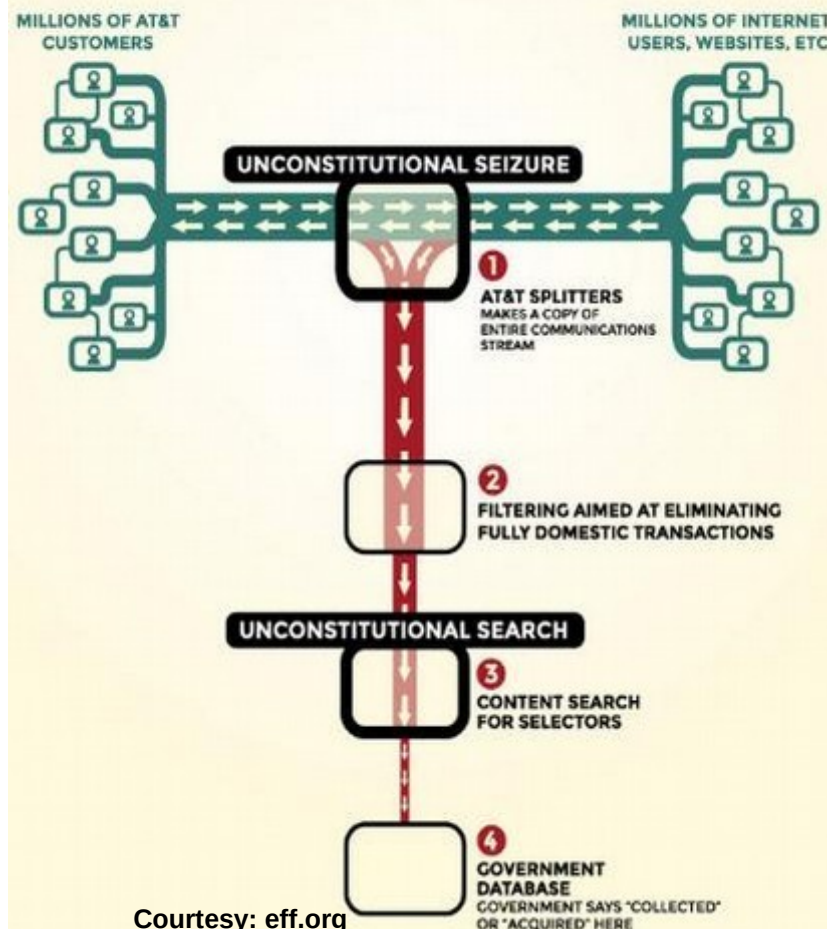 MILLIONS OF AT&T
CUSTOMERS
MILLIONS OF INTERNET
USERS, WEBSITES, ETC
UNCONSTITUTIONAL SEIZURE
1
AT&T SPLITTERS
MAKES A COPY OF
ENTIRE COMMUNICATIONS
STREAM
2
FILTERING AIMED AT ELIMINATING
FULLY DOMESTIC TRANSACTIONS
UNCONSTITUTIONAL SEARCH
3
CONTENT SEARCH
FOR SELECTORS
4
GOVERNMENT
DATABASE
GOVERNMENT SAYS "COLLECTED"
OR "ACQUIRED" HERE
Courtesy: eff.org